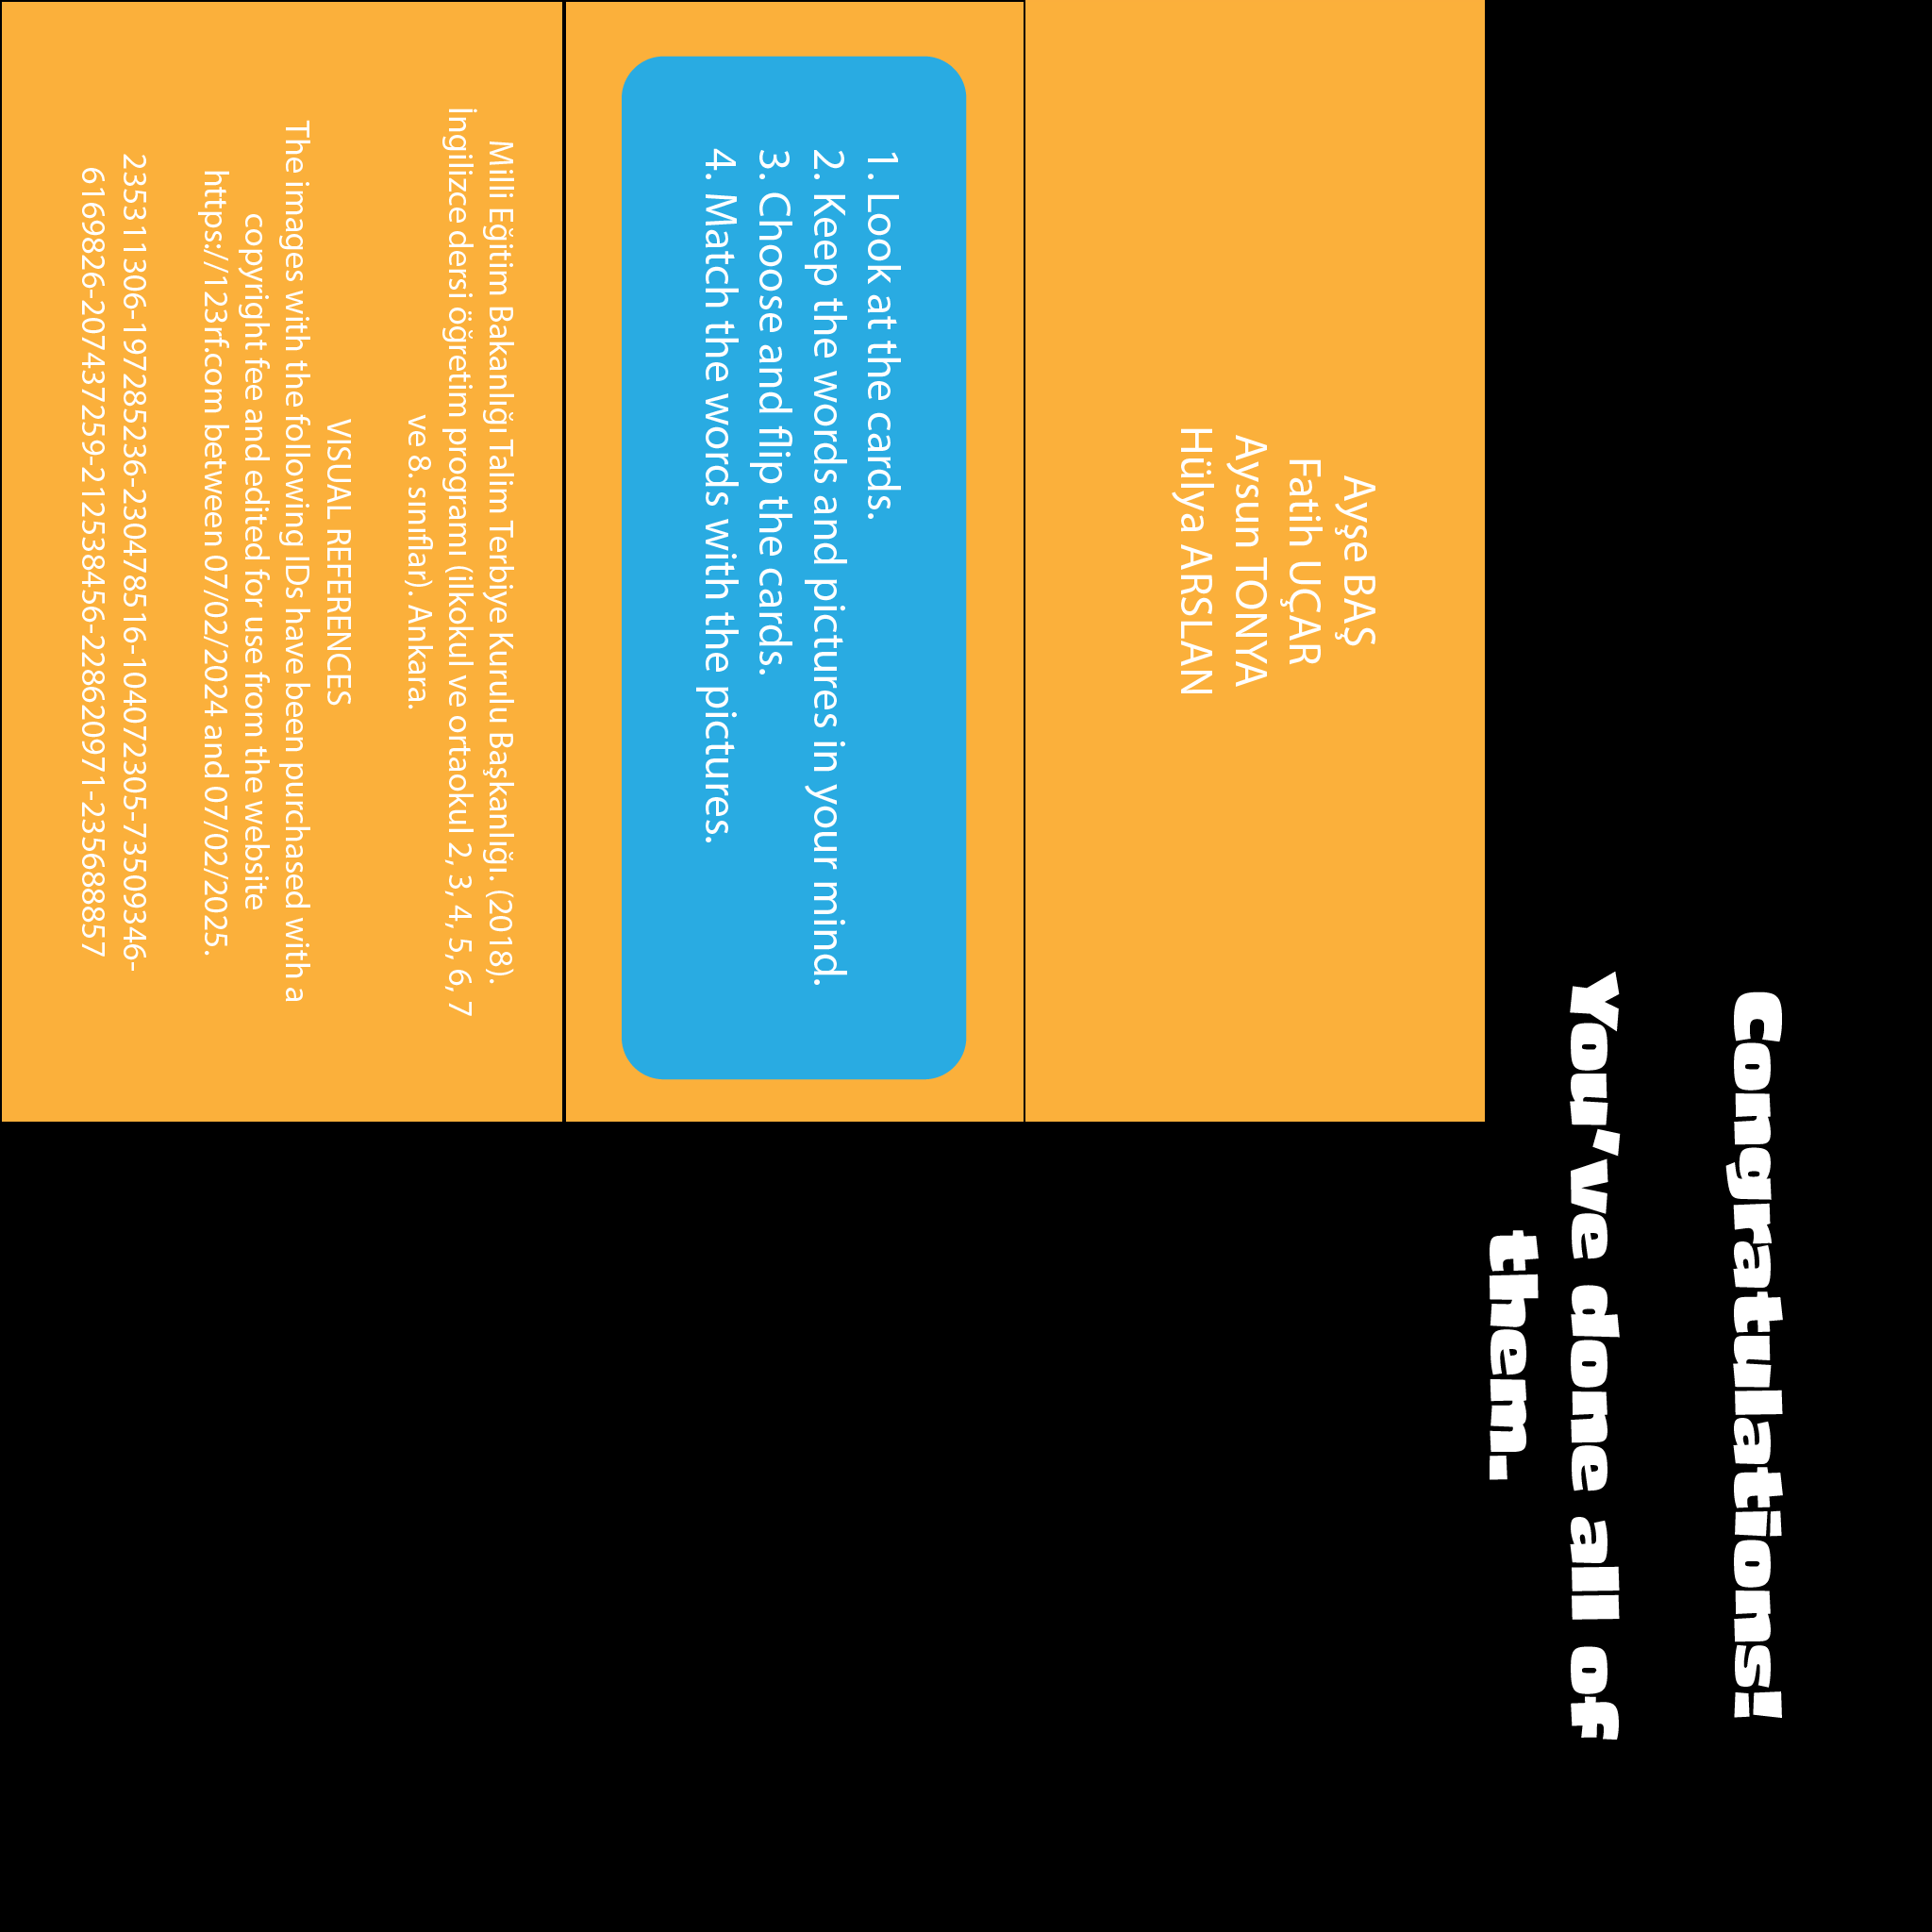 Congratulations!
You've done all of
them.
Ayşe BAŞ
Fatih UÇAR
Aysun TONYA
Hülya ARSLAN
1. Look at the cards.
2. Keep the words and pictures in your mind.
3. Choose and flip the cards.
4. Match the words with the pictures.
Milli Eğitim Bakanlığı Talim Terbiye Kurulu Başkanlığı. (2018).
İngilizce dersi öğretim programı (ilkokul ve ortaokul 2, 3, 4, 5, 6, 7
ve 8. sınıflar). Ankara.
VISUAL REFERENCES
The images with the following IDs have been purchased with a
copyright fee and edited for use from the website
https://123rf.com between 07/02/2024 and 07/02/2025.
235311306-197285236-230478516-104072305-73509346-
6169826-207437259-212538456-228620971-235688857